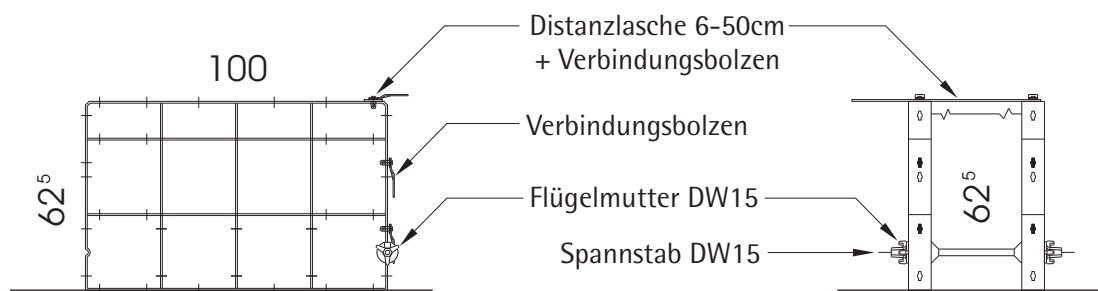 Distanzlasche 6-50cm
+ Verbindungsbolzen
100
Verbindungsbolzen
62⁵
62⁵
Flügelmutter DW15
Spannstab DW15